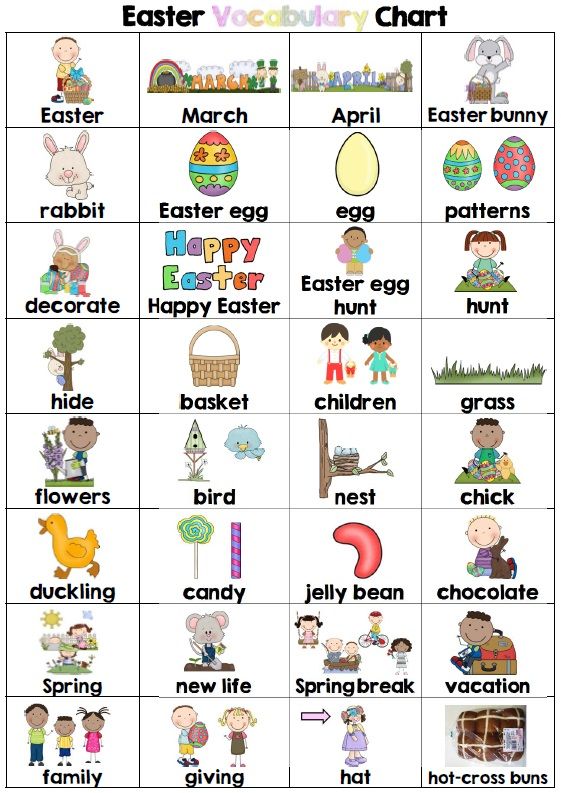 Easter Vocabulary Chart
MARCH
APRIL
Easter
March
April
Easter bunny
rabbit
Easter egg
egg
patterns
HAPPY
EaSter
decorate
Happy Easter
Easter egg
hunt
hunt
hide
basket
children
grass
flowers
bird
nest
chick
duckling
candy
jelly bean
chocolate
Spring
new life
Springbreak
vacation
family
giving
hat
hot-cross buns